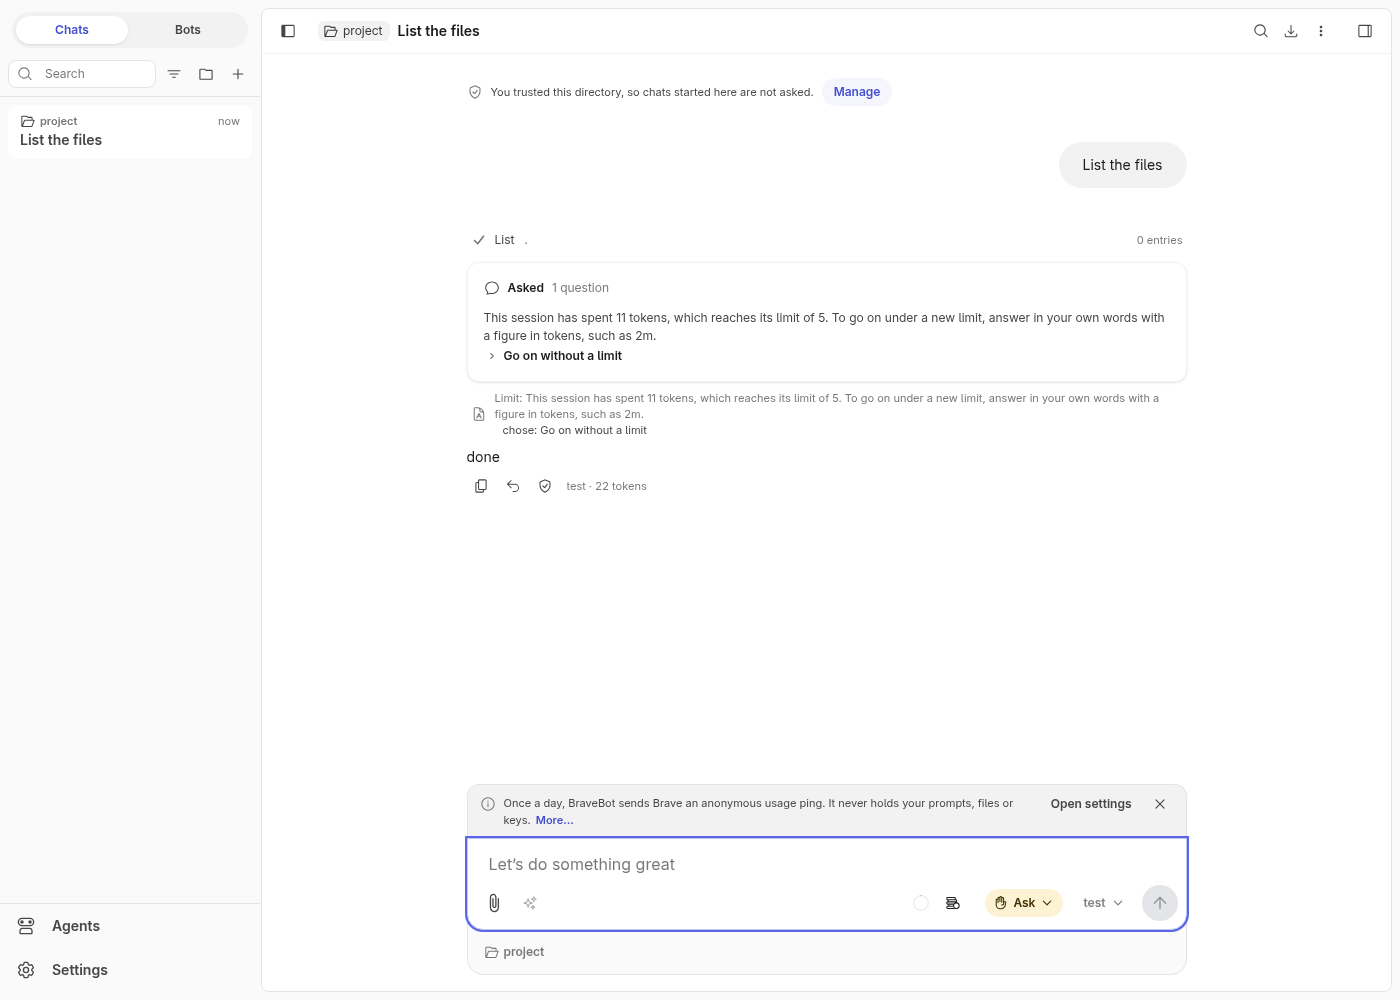 Chats
Bots
Search
project
now
List the files
Agents
Settings
project
List the files
You trusted this directory, so chats started here are not asked.
Manage
List the files
List .
0 entries
Asked 1 question
This session has spent 11 tokens, which reaches its limit of 5. To go on under a new limit, answer in your own words with
a figure in tokens, such as 2m.
Go on without a limit
Limit: This session has spent 11 tokens, which reaches its limit of 5. To go on under a new limit, answer in your own words with a
figure in tokens, such as 2m.
chose: Go on without a limit
done
test · 22 tokens
Once a day, BraveBot sends Brave an anonymous usage ping. It never holds your prompts, files or
keys. More...
Open settings
Let's do something great
Ask
test
project